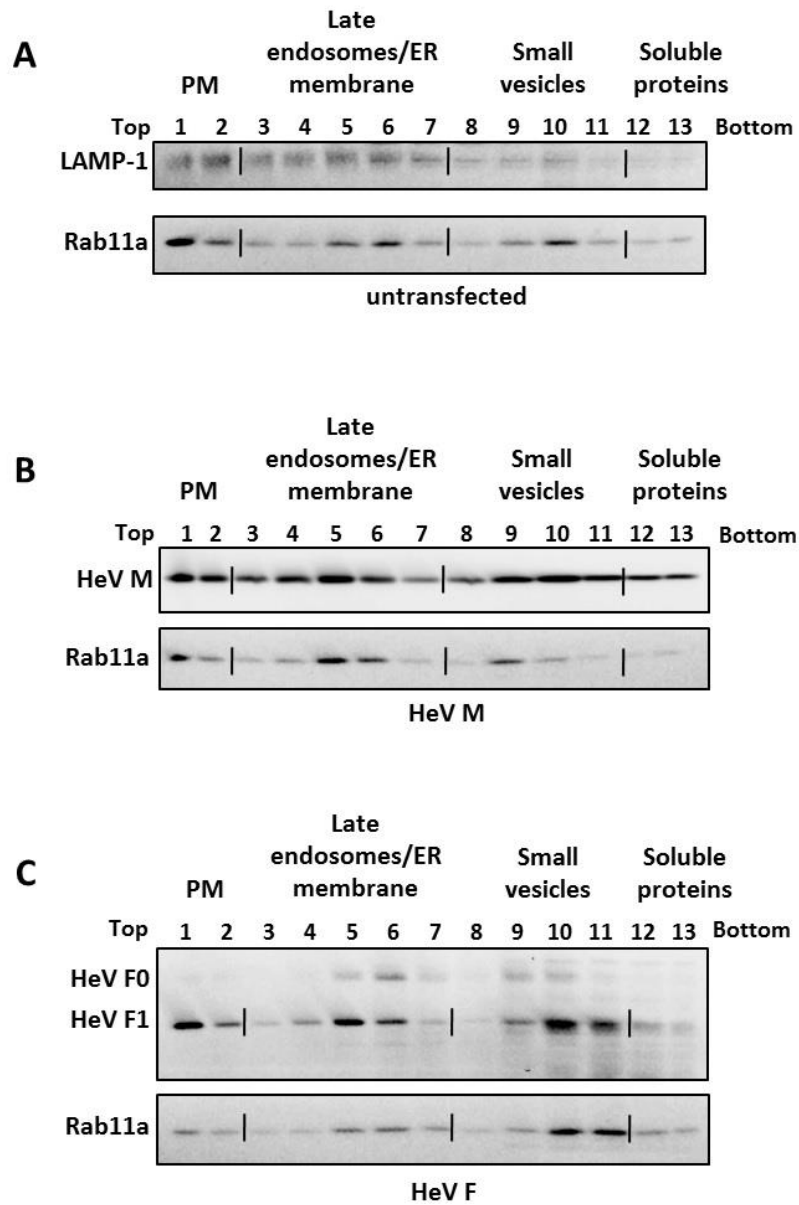 A
PM
Late
endosomes/ER
membrane
Small
vesicles
Soluble
proteins
Top 1 2 3 4 5 6 7 8 9 10 11 12 13 Bottom
LAMP-1
Rab11a
untransfected
B
PM
Late
endosomes/ER
membrane
Small
vesicles
Soluble
proteins
Top 1 2 3 4 5 6 7 8 9 10 11 12 13 Bottom
HeV M
Rab11a
HeV M
C
PM
Late
endosomes/ER
membrane
Small
vesicles
Soluble
proteins
Top 1 2 3 4 5 6 7 8 9 10 11 12 13 Bottom
HeV F0
HeV F1
Rab11a
HeV F